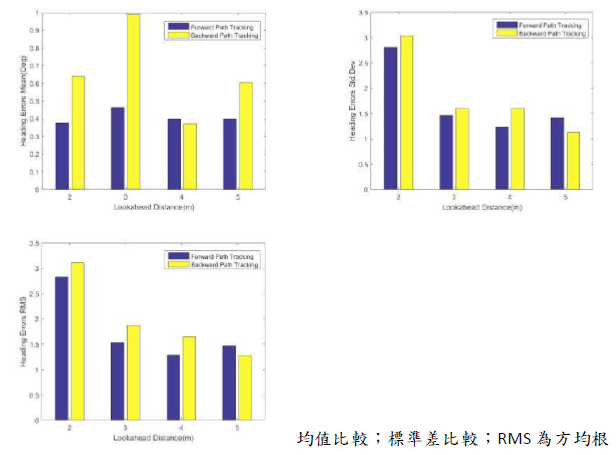 1
0.9
0.8
0.7
0.6
0.5
0.4
0.3
0.2
0.1
0
Heading Errors Mean(Deg)
Forward Path Tracking
Backward Path Tracking
2 3 4 5
Lookahead Distance(m)
3.5
3
2.5
2
1.5
1
0.5
0
Heading Errors Std.Dev
Forward Path Tracking
Backward Path Tracking
2 3 4 5
Lookahead Distance(m)
3.5
3
2.5
2
1.5
1
0.5
0
Heading Errors RMS
Forward Path Tracking
Backward Path Tracking
2 3 4 5
Lookahead Distance(m)
均值比較；標準差比較；RMS 為方均根